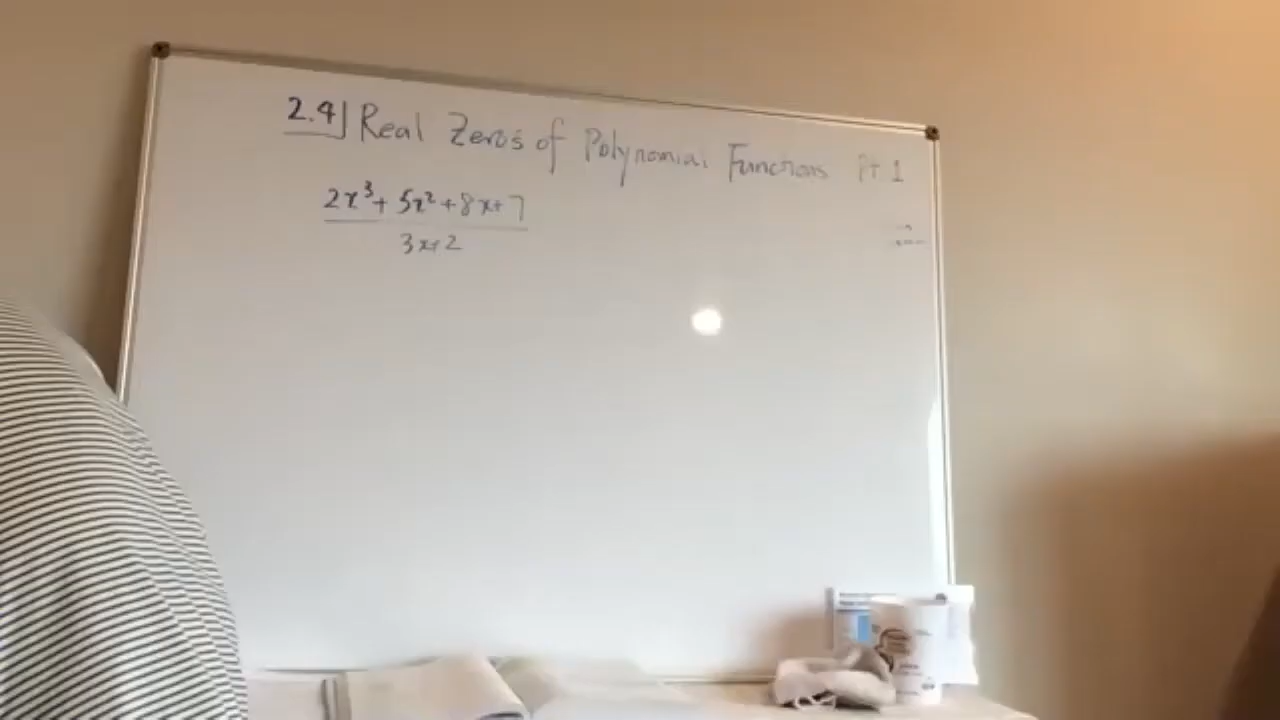 2.4 Real Zeros of Polynomial Functions Pt 1
2x³ + 5x² + 8x + 7
3x+2